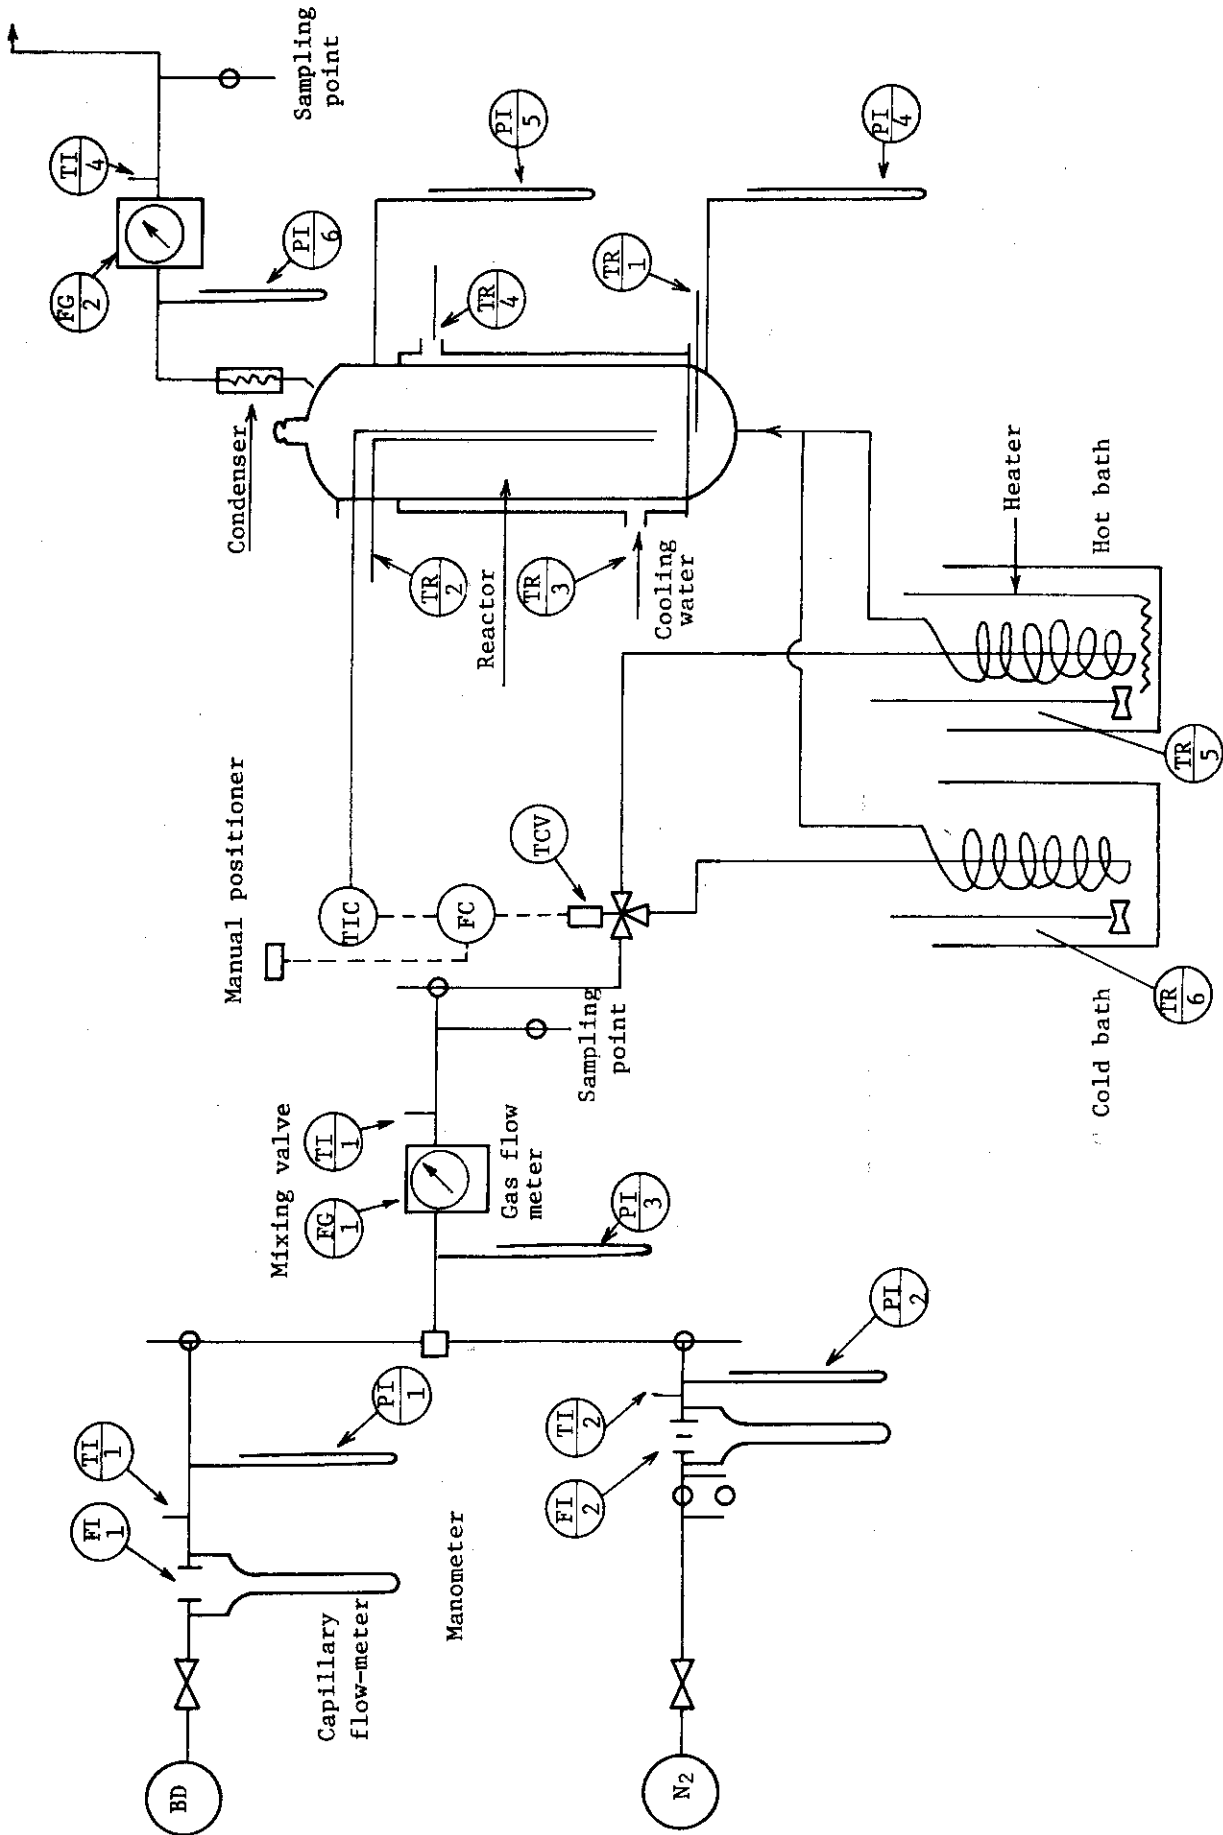 Sampling
point
TI
4
FG
2
PI
6
PI
5
PI
4
TR
4
TR
1
Condenser
TR
2
Reactor
TR
3
Cooling
water
Heater
Hot bath
TR
5
Manual positioner
TIC
FC
TCV
Sampling
point
Cold bath
TR
6
Mixing valve
TI
1
FG
1
Gas flow
meter
PI
3
TI
1
FI
1
PI
1
Capillary
flow-meter
Manometer
TI
2
FI
2
PI
2
BD
N2